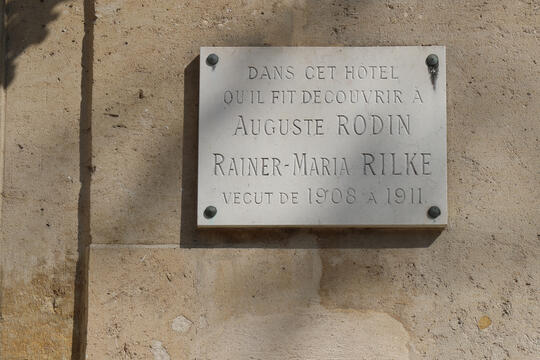 DANS CET HOTEL
QU'IL FIT DECOUVRIR À
AUGUSTE RODIN
RAINER-MARIA RILKE
VECUT DE 1908 A 1911